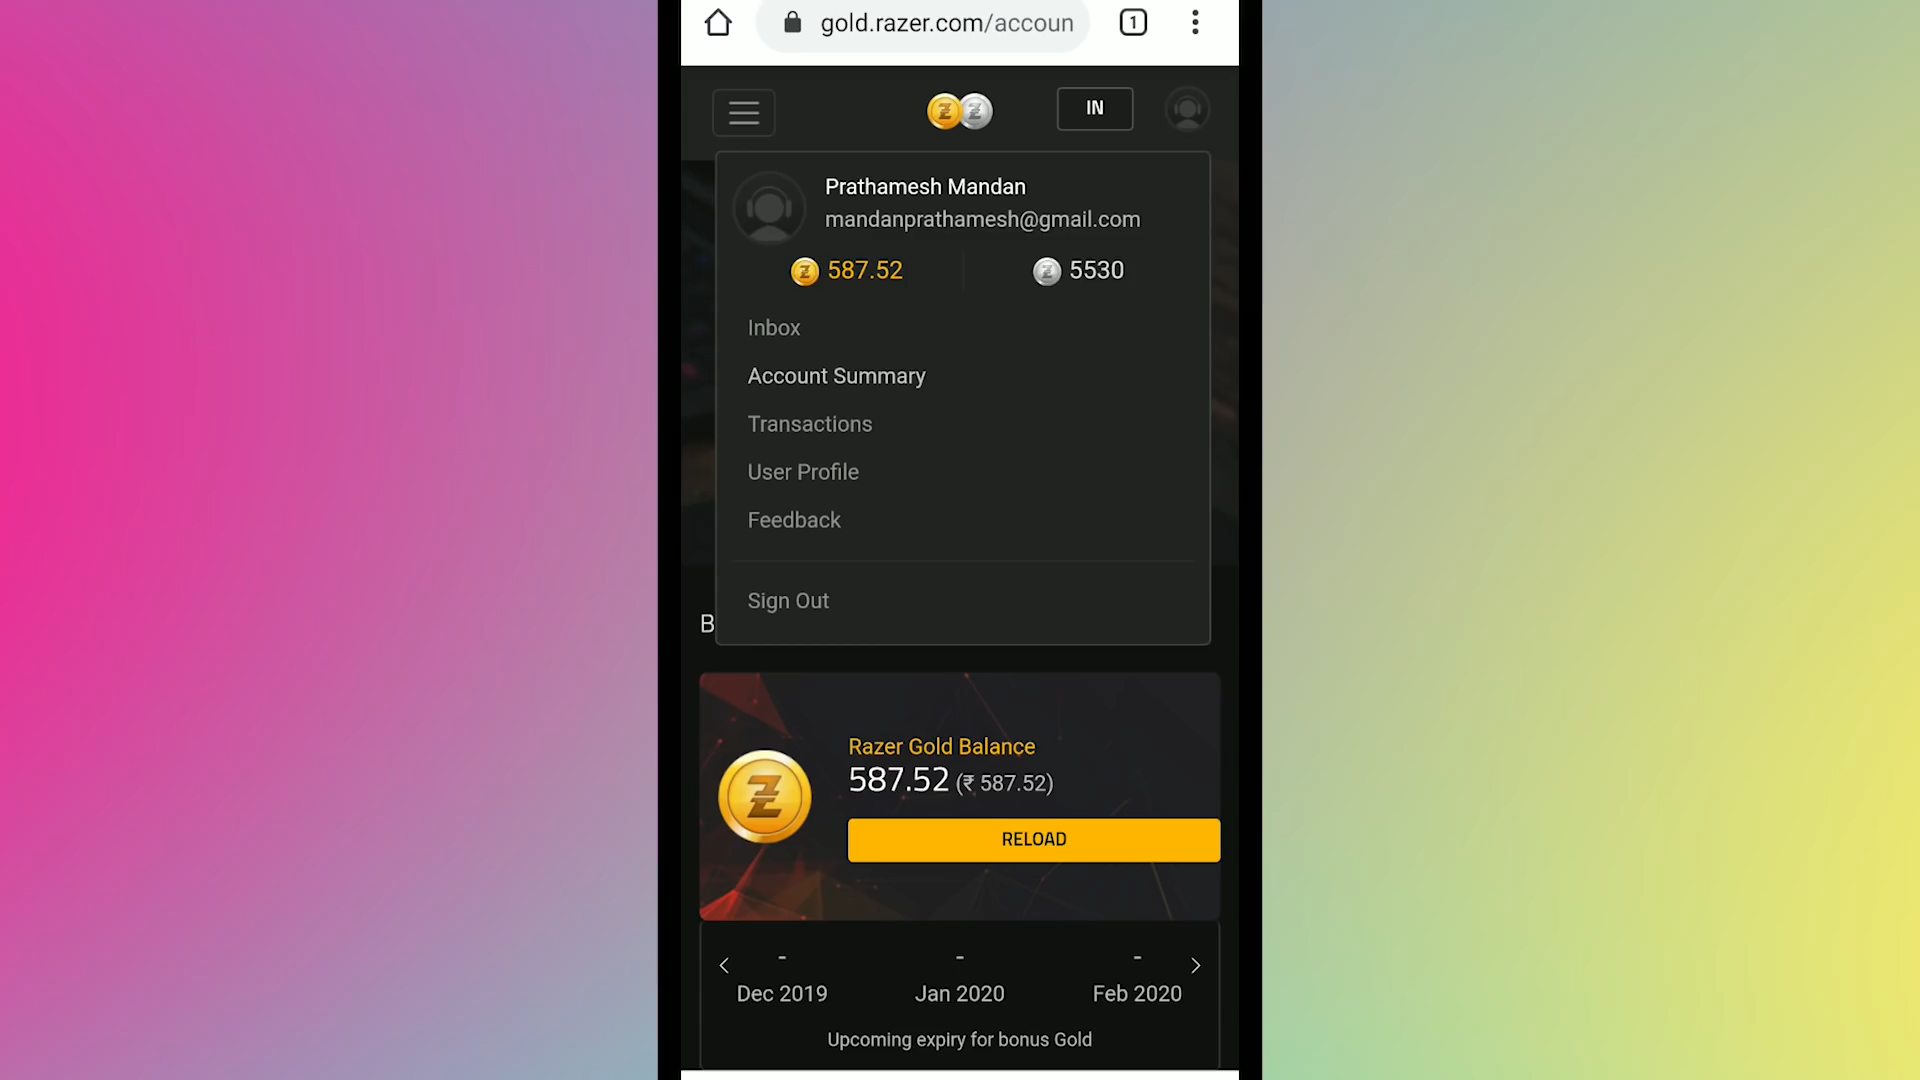 gold.razer.com/accoun
1
IN
Prathamesh Mandan
mandanprathamesh@gmail.com
587.52
5530
Inbox
Account Summary
Transactions
User Profile
Feedback
Sign Out
B
Razer Gold Balance
587.52 (₹ 587.52)
RELOAD
- - -
Dec 2019 Jan 2020 Feb 2020
Upcoming expiry for bonus Gold